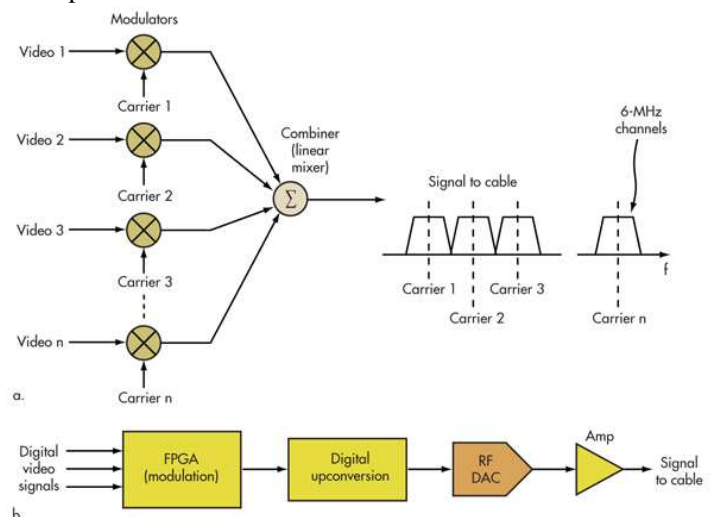 Modulators
Video 1
Carrier 1
Video 2
Carrier 2
Video 3
Carrier 3
Video n
Carrier n
Combiner
(linear
mixer)
Σ
Signal to cable
6-MHz
channels
f
Carrier 1
Carrier 2
Carrier 3
Carrier n
a.
Digital
video
signals
FPGA
(modulation)
Digital
upconversion
RF
DAC
Amp
Signal
to cable